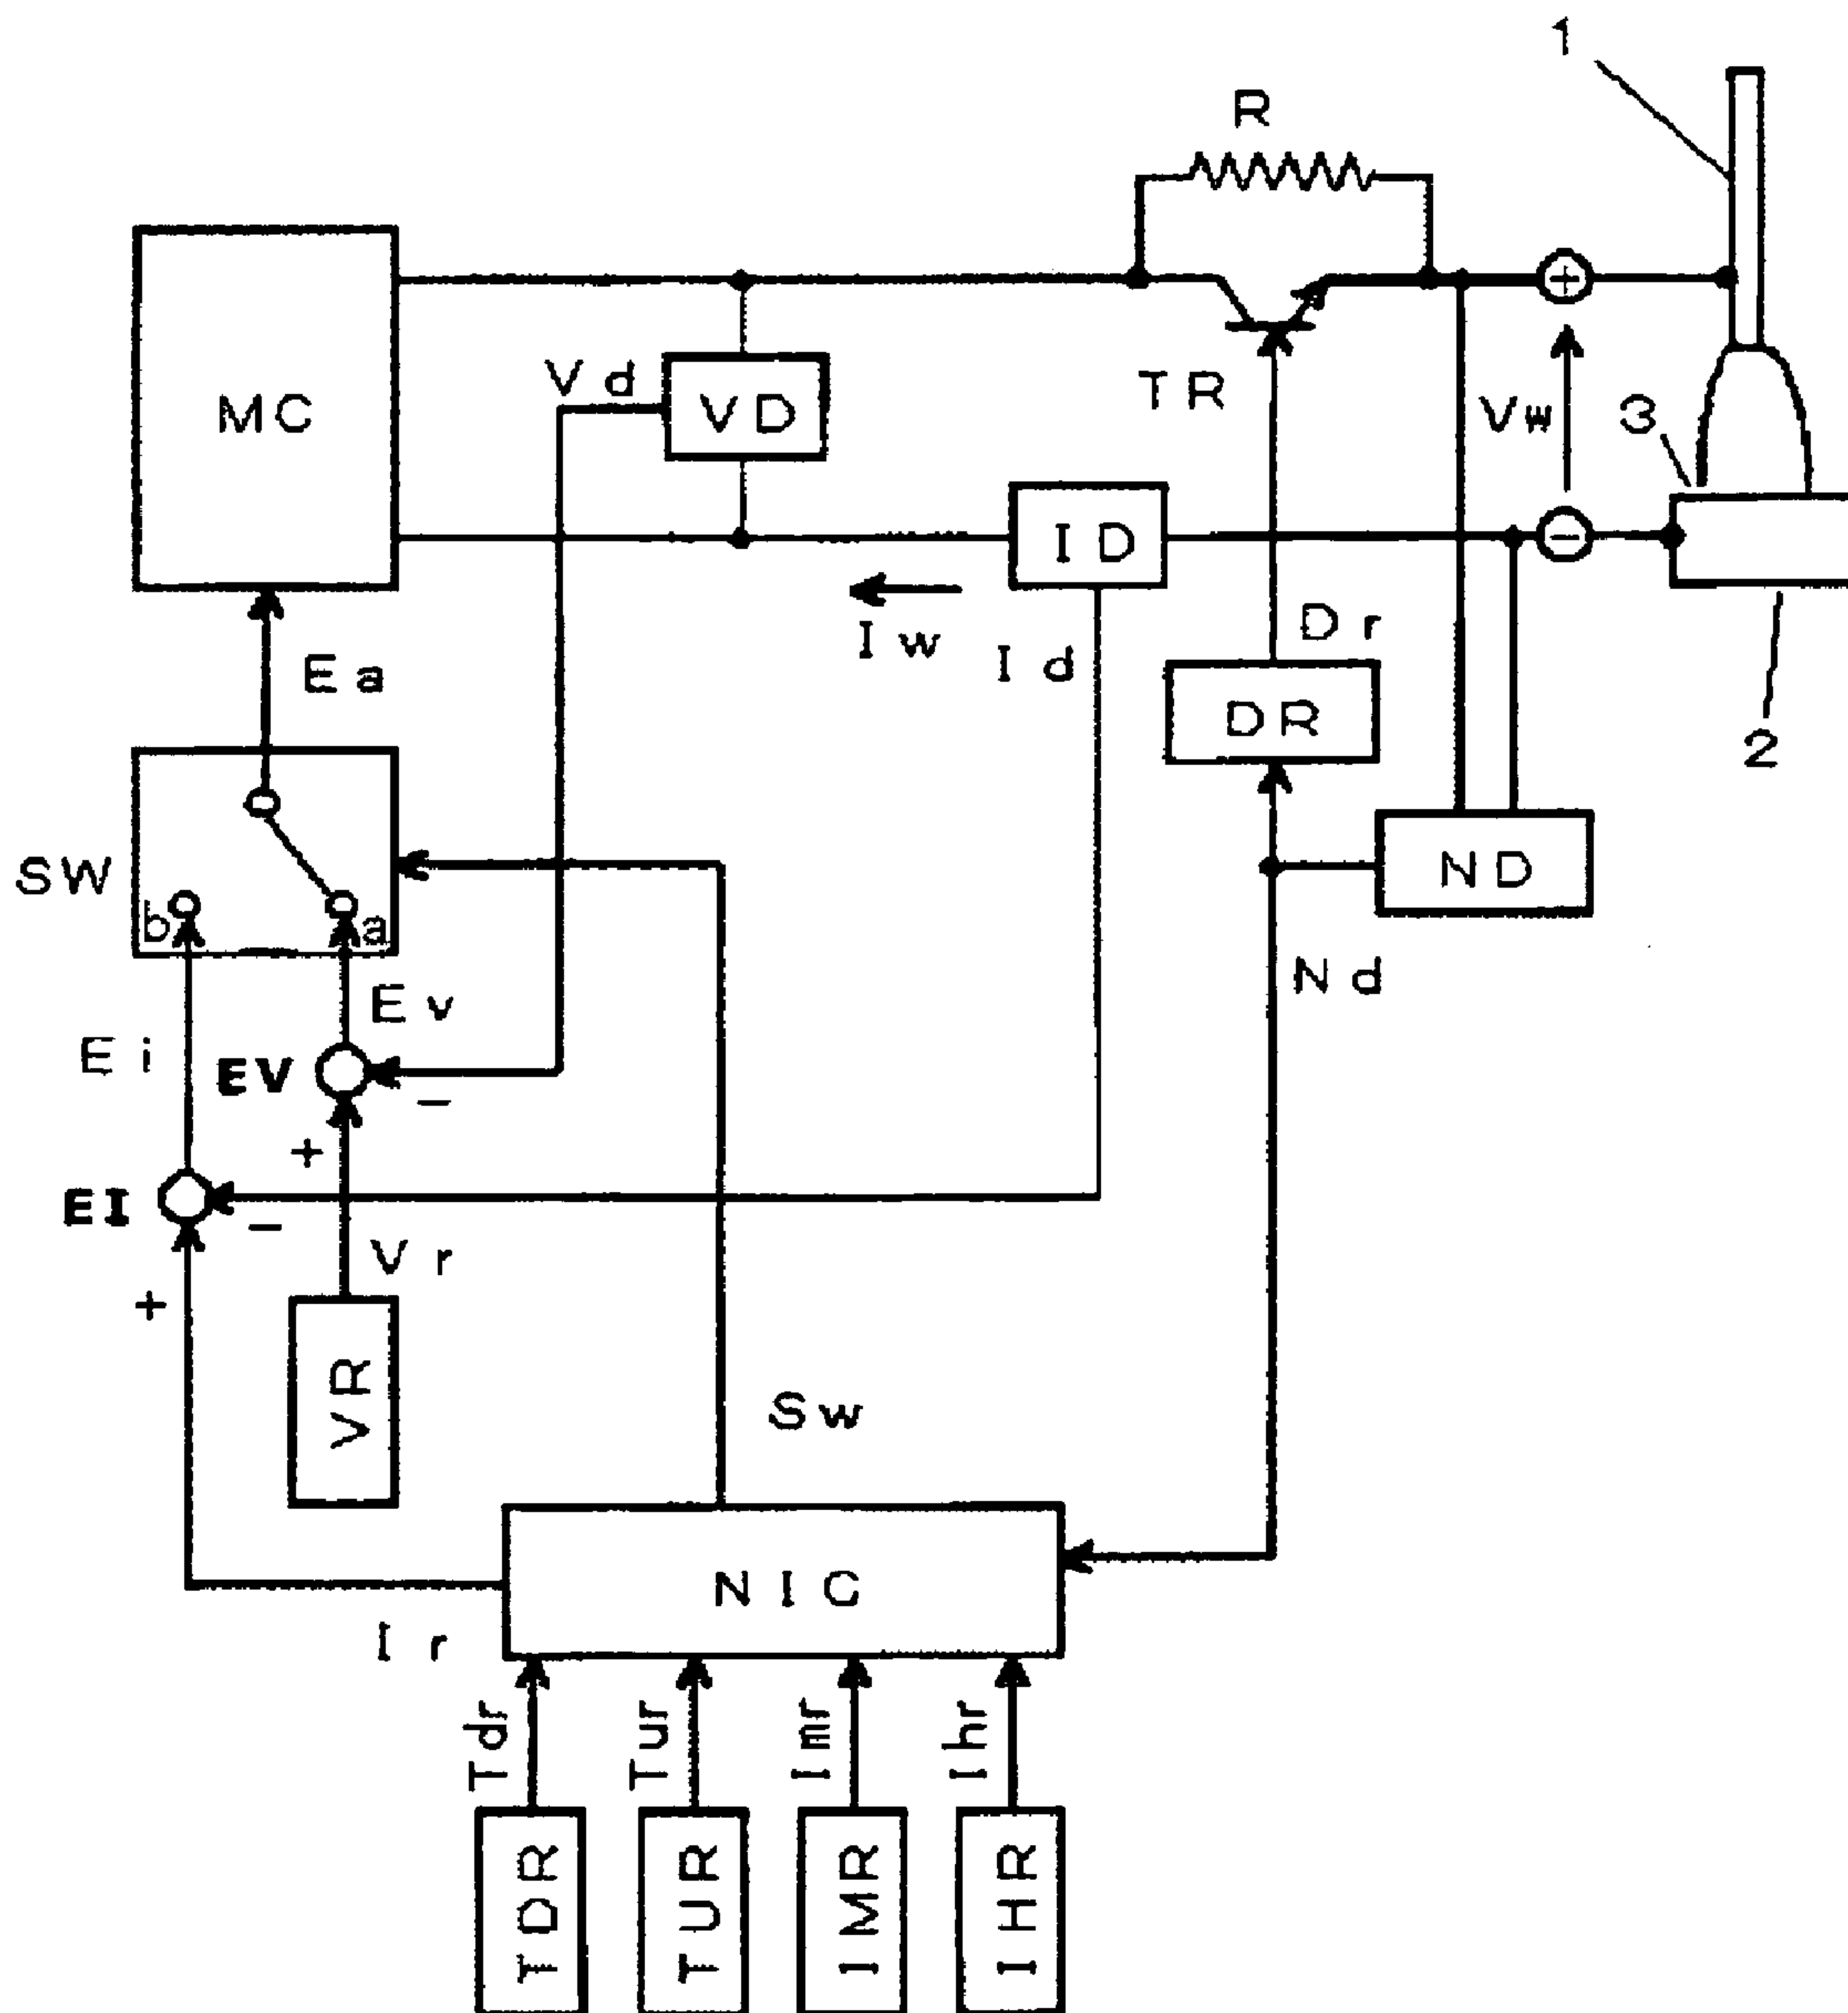 1
R
+
MC
Vd
VD
TR
Vw
3
ID
-
Iw
Id
Dr
DR
2
Ea
SW
b
a
ND
Nd
Ev
Ei
EV
-
+
EI
-
Vr
+
VR
Sw
NIC
Ir
Tdr
Tur
Imr
Ihr
TDR
TUR
IMR
IHR